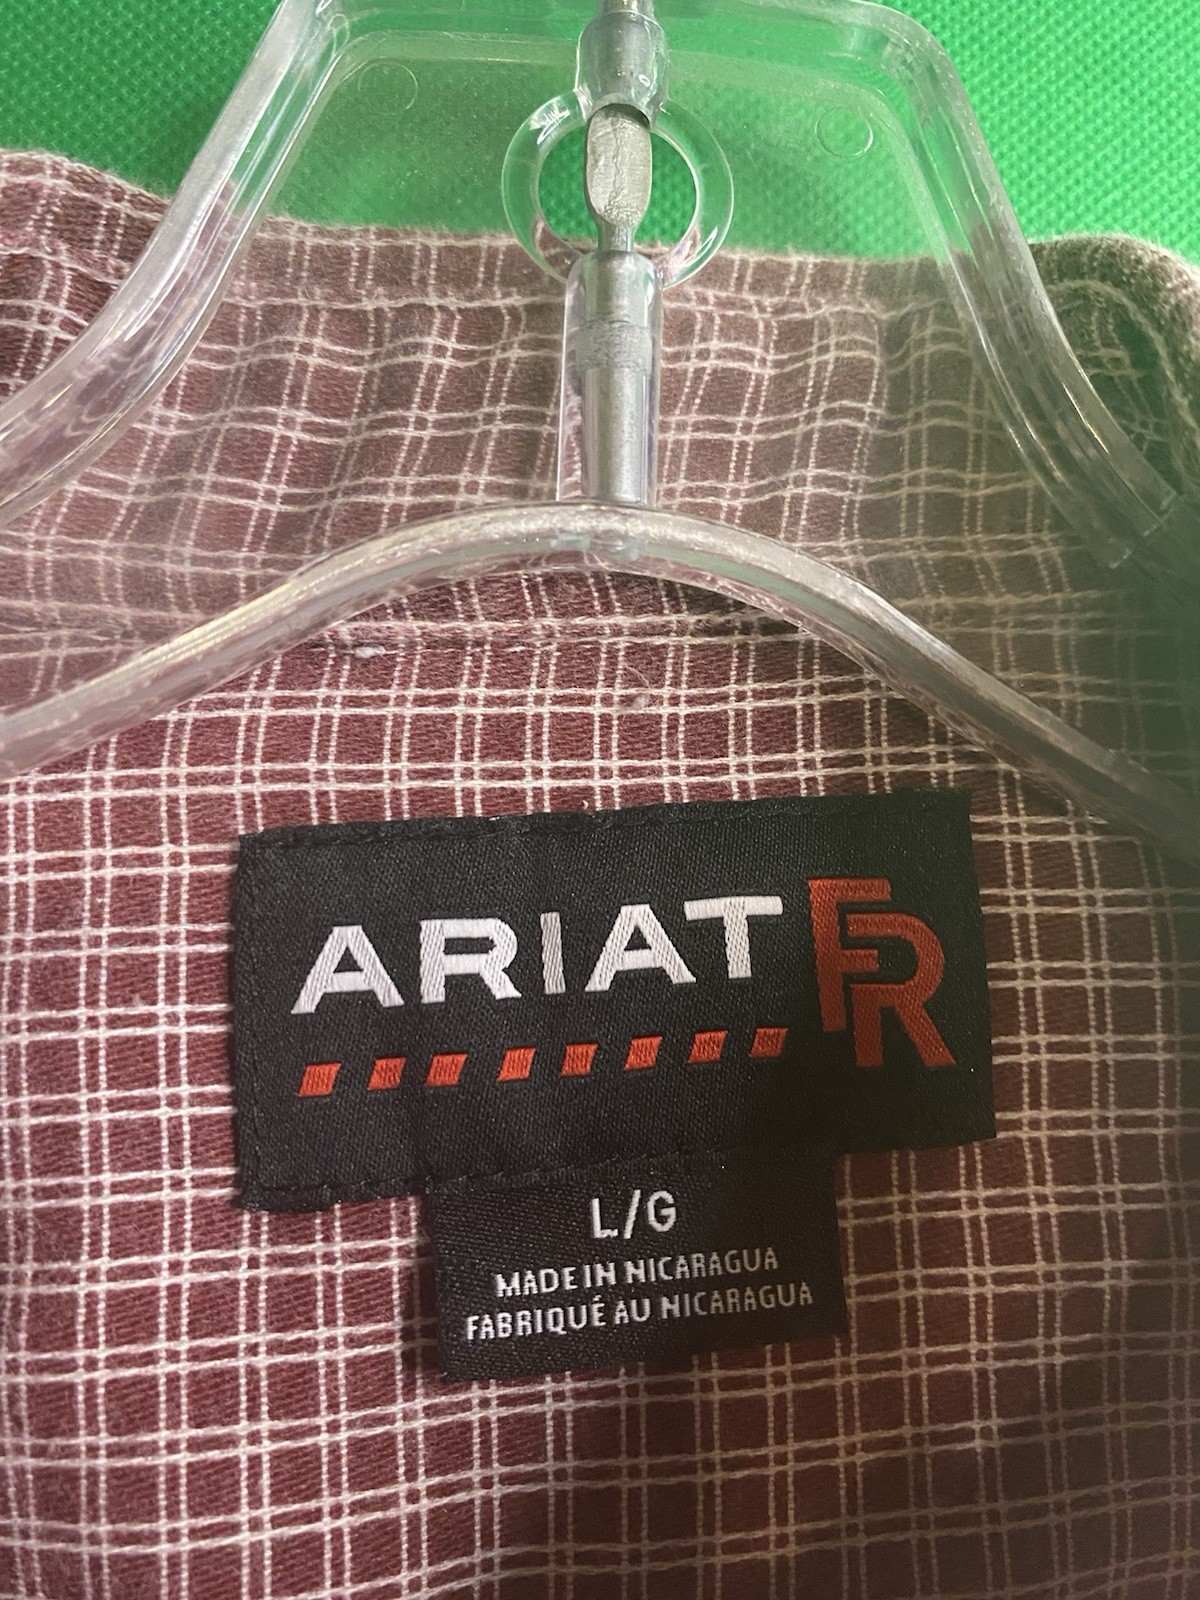 ARIAT FR
L/G
MADE IN NICARAGUA
FABRIQUÉ AU NICARAGUA